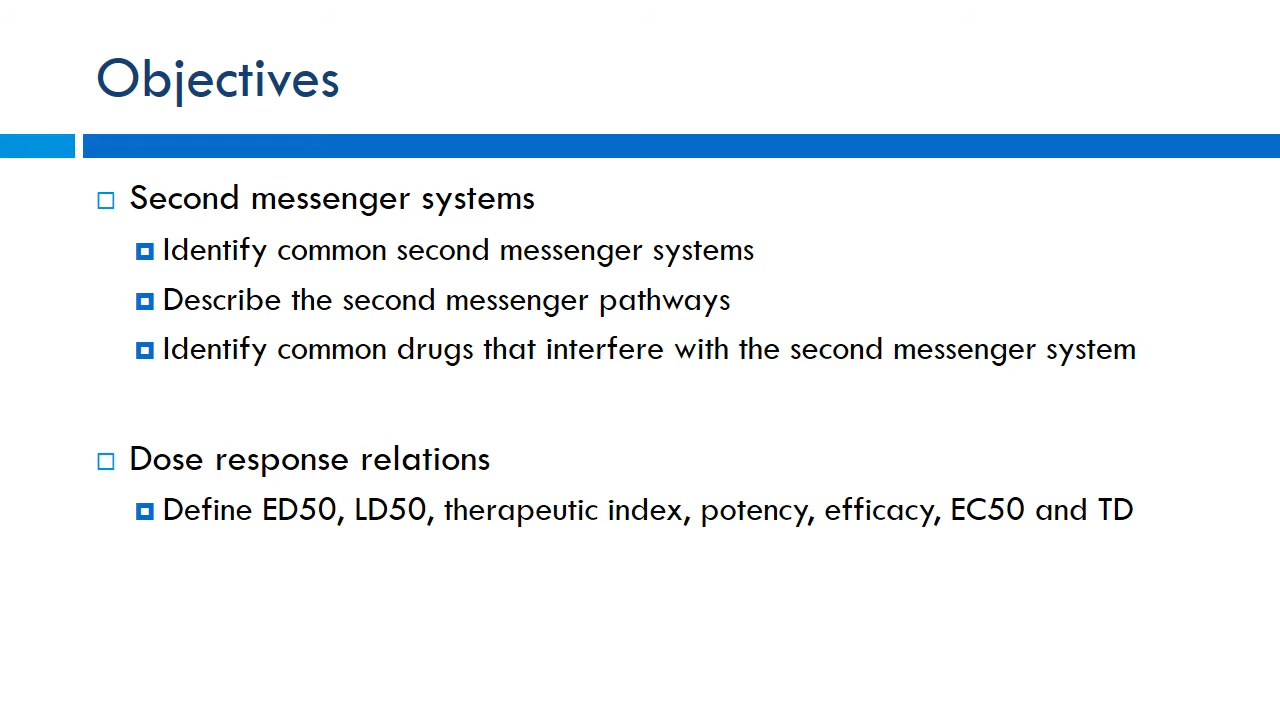 Objectives
Second messenger systems
Identify common second messenger systems
Describe the second messenger pathways
Identify common drugs that interfere with the second messenger system
Dose response relations
Define ED50, LD50, therapeutic index, potency, efficacy, EC50 and TD